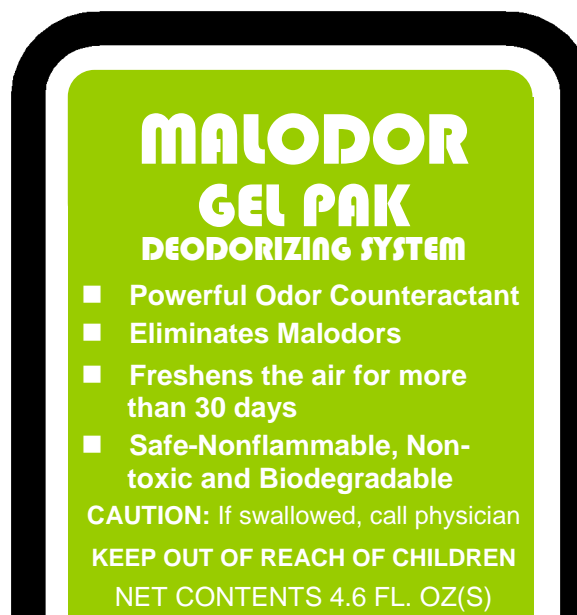 MALODOR
GEL PAK
DEODORIZING SYSTEM
Powerful Odor Counteractant
Eliminates Malodors
Freshens the air for more
than 30 days
Safe-Nonflammable, Non-
toxic and Biodegradable
CAUTION: If swallowed, call physician
KEEP OUT OF REACH OF CHILDREN
NET CONTENTS 4.6 FL. OZ(S)